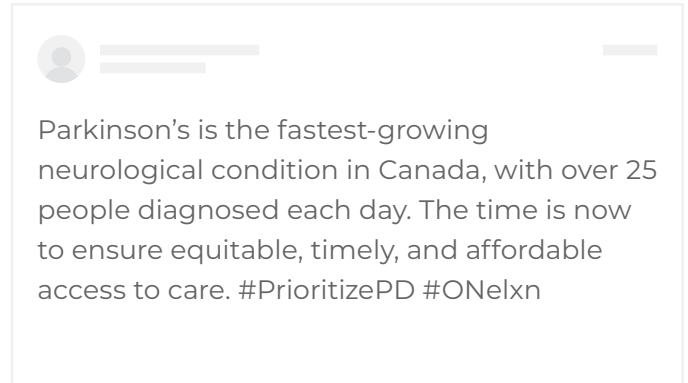 Parkinson’s is the fastest-growing
neurological condition in Canada, with over 25
people diagnosed each day. The time is now
to ensure equitable, timely, and affordable
access to care. #PrioritizePD #ONelxn